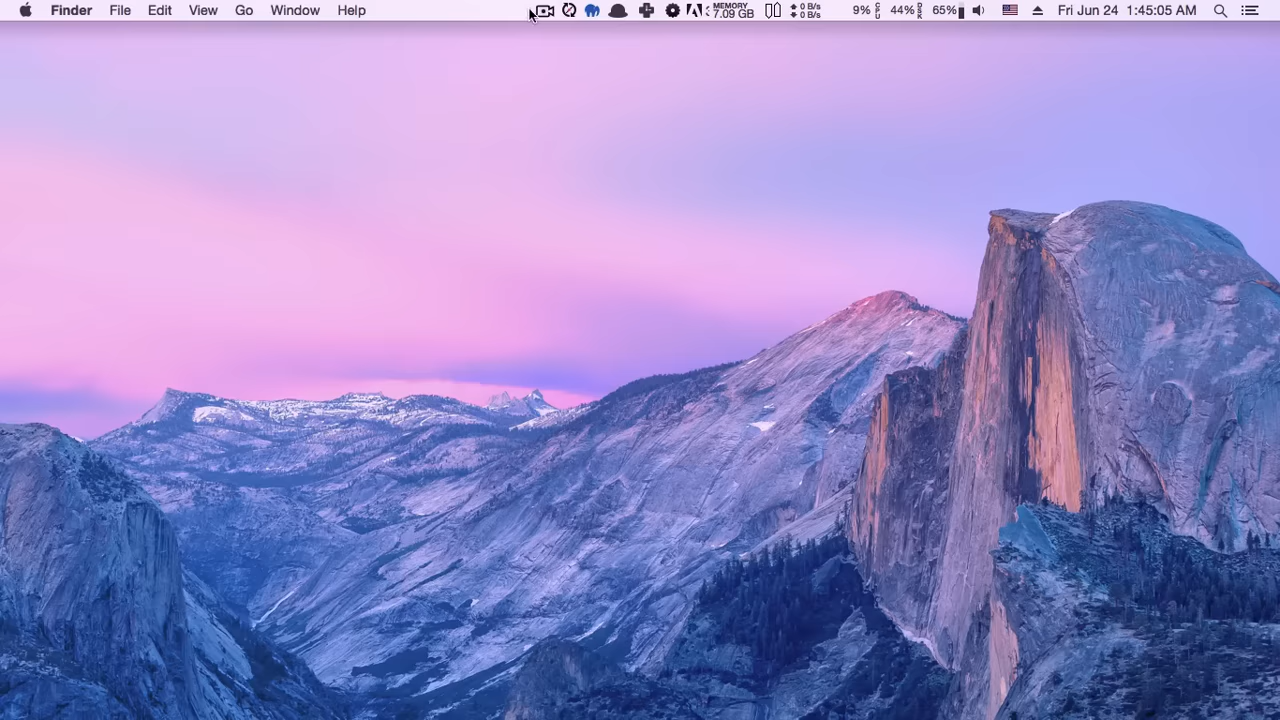 Finder File Edit View Go Window Help MEMORY 7.09 GB 0 B/s 0 B/s 9% CPU 44% 65% Fri Jun 24 1:45:05 AM